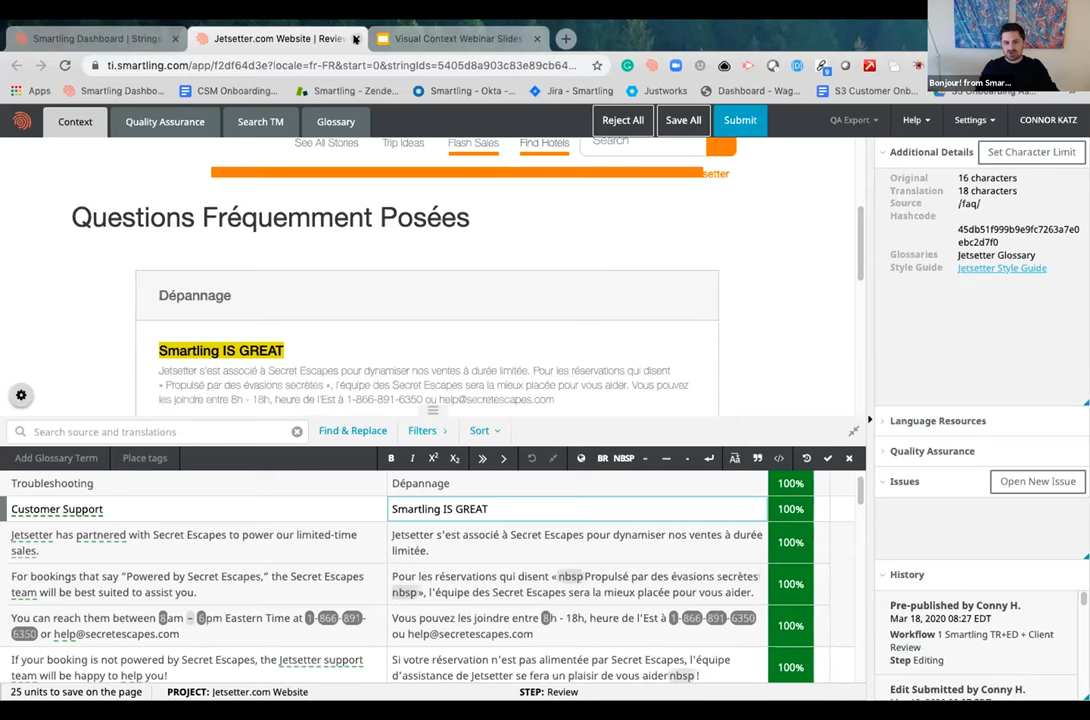 Smartling Dashboard | Strings
Jetsetter.com Website | Review
Visual Context Webinar Slides
Bonjour! from Smar...
ti.smartling.com/app/f2df64d3e?locale=fr-FR&start=0&stringIds=5405d8a903c83e89cb64...
Apps
Smartling Dashbo...
CSM Onboarding...
Smartling - Zende...
Smartling - Okta -...
Jira - Smartling
Justworks
Dashboard - Wag...
S3 Customer Onb...
Context
Quality Assurance
Search TM
Glossary
Reject All
Save All
Submit
QA Export
Help
Settings
CONNOR KATZ
See All Stories
Trip Ideas
Flash Sales
Find Hotels
Search
setter
Questions Fréquemment Posées
Dépannage
Smartling IS GREAT
Jetsetter s'est associé à Secret Escapes pour dynamiser nos ventes à durée limitée. Pour les réservations qui disent
« Propulsé par des évasions secrètes », l'équipe des Secret Escapes sera la mieux placée pour vous aider. Vous pouvez
les joindre entre 8h - 18h, heure de l'Est à 1-866-891-6350 ou help@secretescapes.com
Additional Details
Set Character Limit
Original 16 characters
Translation 18 characters
Source /faq/
Hashcode
45db51f999b9e9fc7263a7e0
ebc2d7f0
Glossaries Jetsetter Glossary
Style Guide Jetsetter Style Guide
Search source and translations
Find & Replace
Filters
Sort
Add Glossary Term
Place tags
B I X² X₂ BR NBSP
Troubleshooting
Dépannage
100%
Customer Support
Smartling IS GREAT
100%
Jetsetter has partnered with Secret Escapes to power our limited-time
sales.
Jetsetter s'est associé à Secret Escapes pour dynamiser nos ventes à durée
limitée.
100%
For bookings that say “Powered by Secret Escapes,” the Secret Escapes
team will be best suited to assist you.
Pour les réservations qui disent « nbsp Propulsé par des évasions secrètes
nbsp », l'équipe des Secret Escapes sera la mieux placée pour vous aider.
100%
You can reach them between 8am – 6pm Eastern Time at 1-866-891-
6350 or help@secretescapes.com
Vous pouvez les joindre entre 8h - 18h, heure de l'Est à 1-866-891-6350
ou help@secretescapes.com
100%
If your booking is not powered by Secret Escapes, the Jetsetter support
team will be happy to help you!
Si votre réservation n'est pas alimentée par Secret Escapes, l'équipe
d'assistance de Jetsetter se fera un plaisir de vous aider nbsp !
100%
25 units to save on the page
PROJECT: Jetsetter.com Website
STEP: Review
Language Resources
Quality Assurance
Issues
Open New Issue
History
Pre-published by Conny H.
Mar 18, 2020 08:27 EDT
Workflow 1 Smartling TR+ED + Client
Review
Step Editing
Edit Submitted by Conny H.